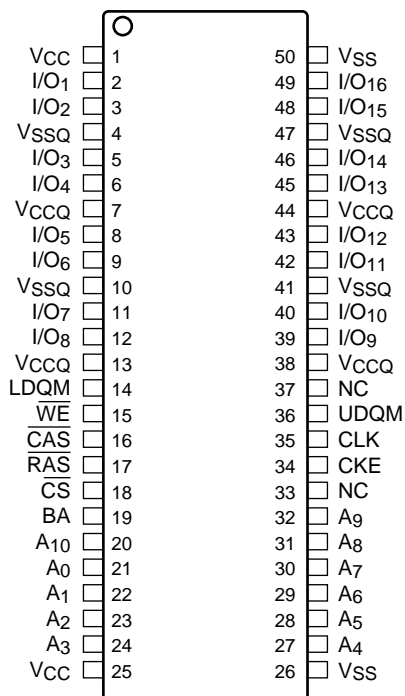 VCC 1 50 VSS
I/O1 2 49 I/O16
I/O2 3 48 I/O15
VSSQ 4 47 VSSQ
I/O3 5 46 I/O14
I/O4 6 45 I/O13
VCCQ 7 44 VCCQ
I/O5 8 43 I/O12
I/O6 9 42 I/O11
VSSQ 10 41 VSSQ
I/O7 11 40 I/O10
I/O8 12 39 I/O9
VCCQ 13 38 VCCQ
LDQM 14 37 NC
WE 15 36 UDQM
CAS 16 35 CLK
RAS 17 34 CKE
CS 18 33 NC
BA 19 32 A9
A10 20 31 A8
A0 21 30 A7
A1 22 29 A6
A2 23 28 A5
A3 24 27 A4
VCC 25 26 VSS